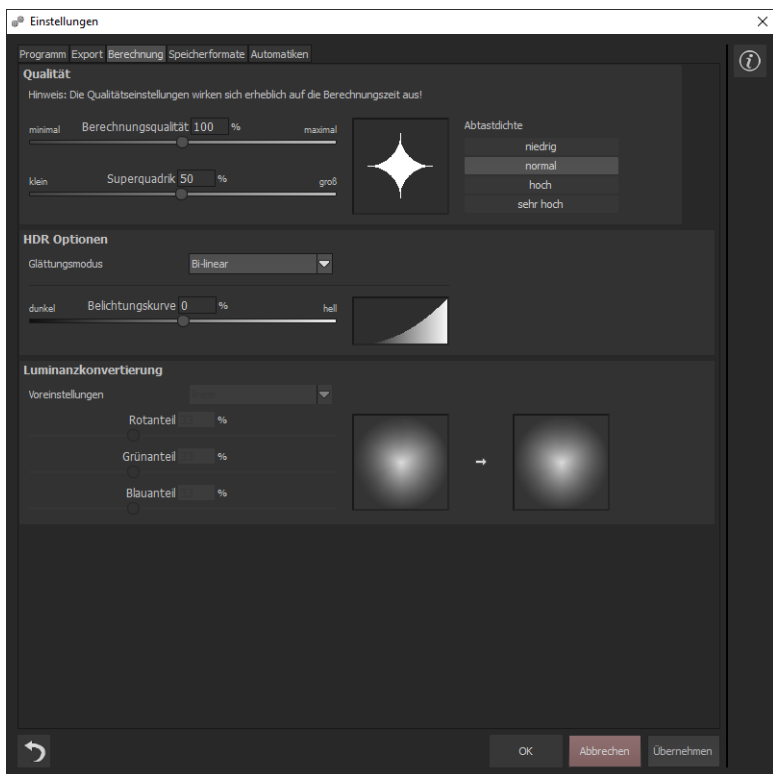 Einstellungen
Programm Export Berechnung Speicherformate Automatiken
Qualität
Hinweis: Die Qualitätseinstellungen wirken sich erheblich auf die Berechnungszeit aus!
minimal Berechnungsqualität 100 % maximal
Abtastdichte
niedrig
normal
hoch
sehr hoch
klein Superquadrik 50 % groß
HDR Optionen
Glättungsmodus Bi-linear
dunkel Belichtungskurve 0 % hell
Luminanzkonvertierung
Voreinstellungen
Rotanteil %
Grünanteil %
Blauanteil %
OK Abbrechen Übernehmen